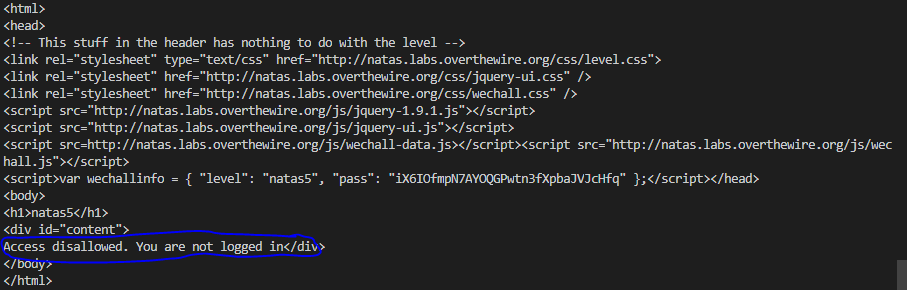 <html>
<head>
<!-- This stuff in the header has nothing to do with the level -->
<link rel="stylesheet" type="text/css" href="http://natas.labs.overthewire.org/css/level.css">
<link rel="stylesheet" href="http://natas.labs.overthewire.org/css/jquery-ui.css" />
<link rel="stylesheet" href="http://natas.labs.overthewire.org/css/wechall.css" />
<script src="http://natas.labs.overthewire.org/js/jquery-1.9.1.js"></script>
<script src="http://natas.labs.overthewire.org/js/jquery-ui.js"></script>
<script src=http://natas.labs.overthewire.org/js/wechall-data.js></script><script src="http://natas.labs.overthewire.org/js/wec
hall.js"></script>
<script>var wechallinfo = { "level": "natas5", "pass": "iX6IOfmpN7AYOQGPwtn3fXpbaJVJcHfq" };</script></head>
<body>
<h1>natas5</h1>
<div id="content">
Access disallowed. You are not logged in</div>
</body>
</html>